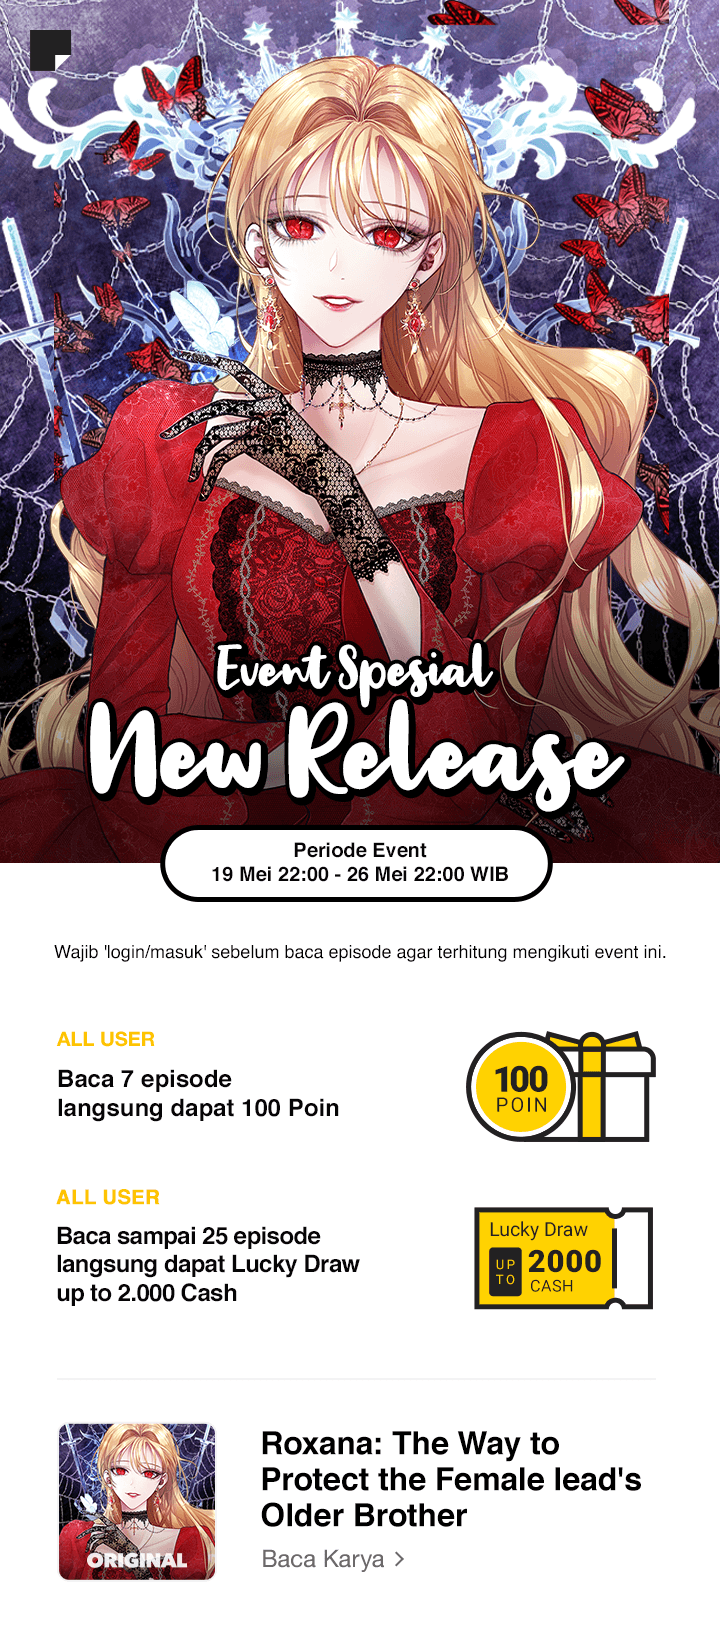 Event Spesial
New Release
Periode Event
19 Mei 22:00 - 26 Mei 22:00 WIB
Wajib 'login/masuk' sebelum baca episode agar terhitung mengikuti event ini.
ALL USER
Baca 7 episode
langsung dapat 100 Poin
100
POIN
ALL USER
Baca sampai 25 episode
langsung dapat Lucky Draw
up to 2.000 Cash
Lucky Draw
UP TO 2000
CASH
ORIGINAL
Roxana: The Way to
Protect the Female lead's
Older Brother
Baca Karya >